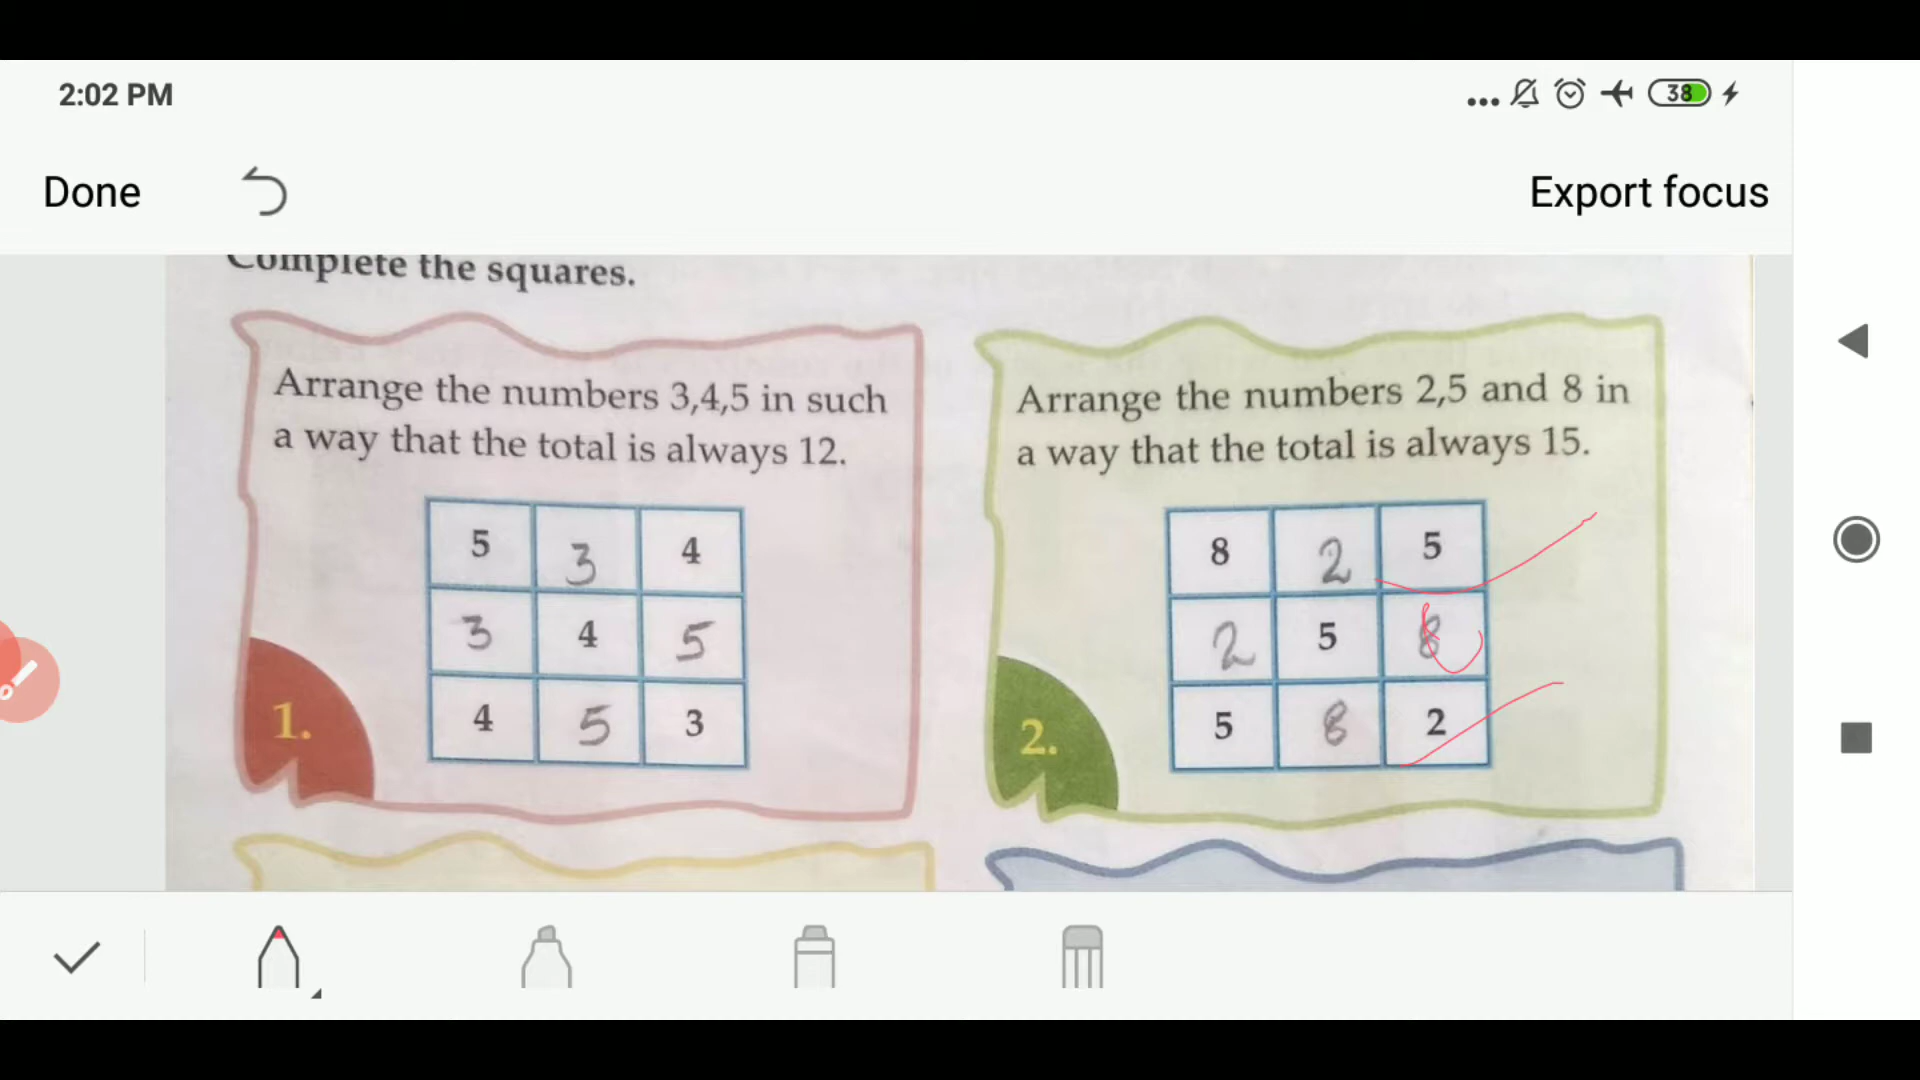 2:02 PM
38
Done
Export focus
Complete the squares.
Arrange the numbers 3,4,5 in such
a way that the total is always 12.
5 3 4
3 4 5
4 5 3
1.
Arrange the numbers 2,5 and 8 in
a way that the total is always 15.
8 2 5
2 5 8
5 8 2
2.